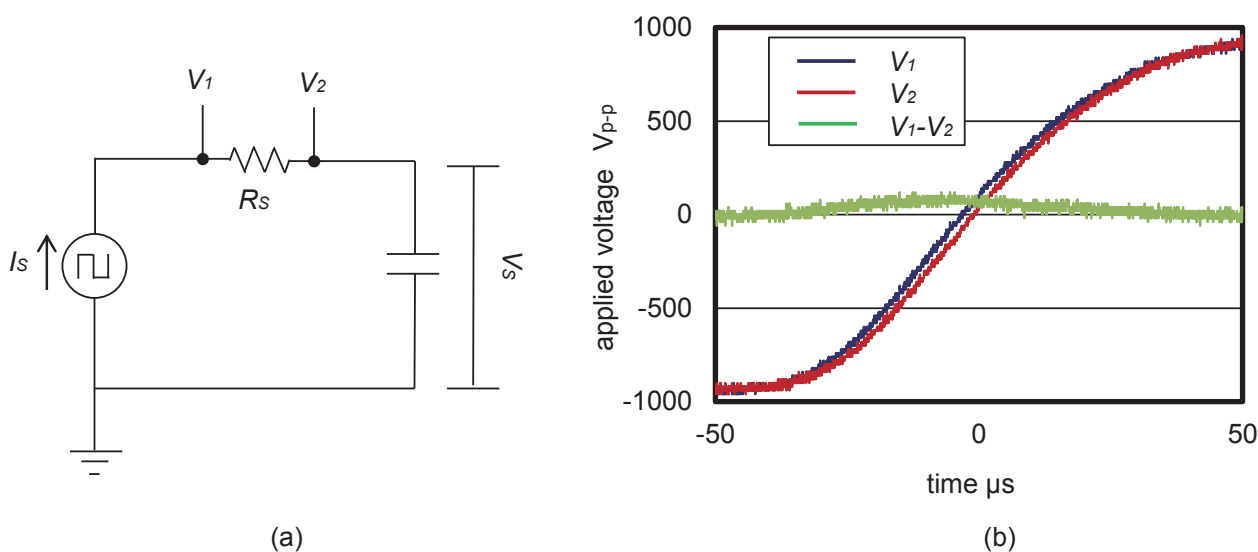 V1
V2
RS
IS
VS
(a)
V1
V2
V1-V2
applied voltage Vp-p
1000
500
0
-500
-1000
-50
0
50
time µs
(b)